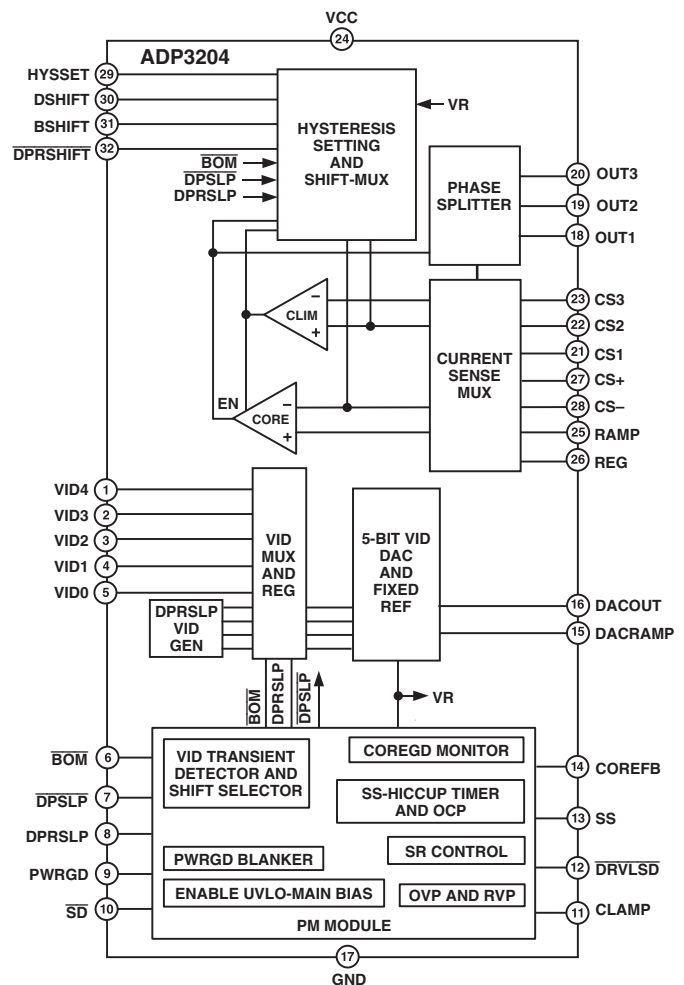 VCC
24
ADP3204
HYSSET 29
DSHIFT 30
BSHIFT 31
DPRSHIFT 32
HYSTERESIS
SETTING
AND
SHIFT-MUX
VR
BOM
DPSLP
DPRSLP
PHASE
SPLITTER
20 OUT3
19 OUT2
18 OUT1
CLIM
–
+
EN
CORE
–
+
CURRENT
SENSE
MUX
23 CS3
22 CS2
21 CS1
27 CS+
28 CS–
25 RAMP
26 REG
VID4 1
VID3 2
VID2 3
VID1 4
VID0 5
VID
MUX
AND
REG
DPRSLP
VID
GEN
5-BIT VID
DAC
AND
FIXED
REF
16 DACOUT
15 DACRAMP
BOM
DPRSLP
DPSLP
VR
BOM 6
DPSLP 7
DPRSLP 8
PWRGD 9
SD 10
VID TRANSIENT
DETECTOR AND
SHIFT SELECTOR
COREGD MONITOR
SS-HICCUP TIMER
AND OCP
PWRGD BLANKER
SR CONTROL
ENABLE UVLO-MAIN BIAS
OVP AND RVP
PM MODULE
14 COREFB
13 SS
12 DRVLSD
11 CLAMP
17
GND